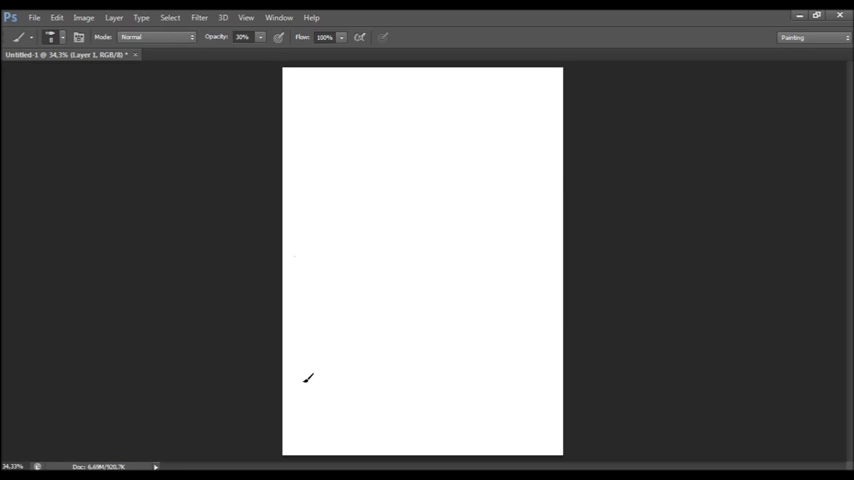 Ps File Edit Image Layer Type Select Filter 3D View Window Help
8 Mode: Normal Opacity: 30% Flow: 100% Painting
Untitled-1 @ 34,3% (Layer 1, RGB/8) * ×
34,33% Doc: 6,69M/920,7K